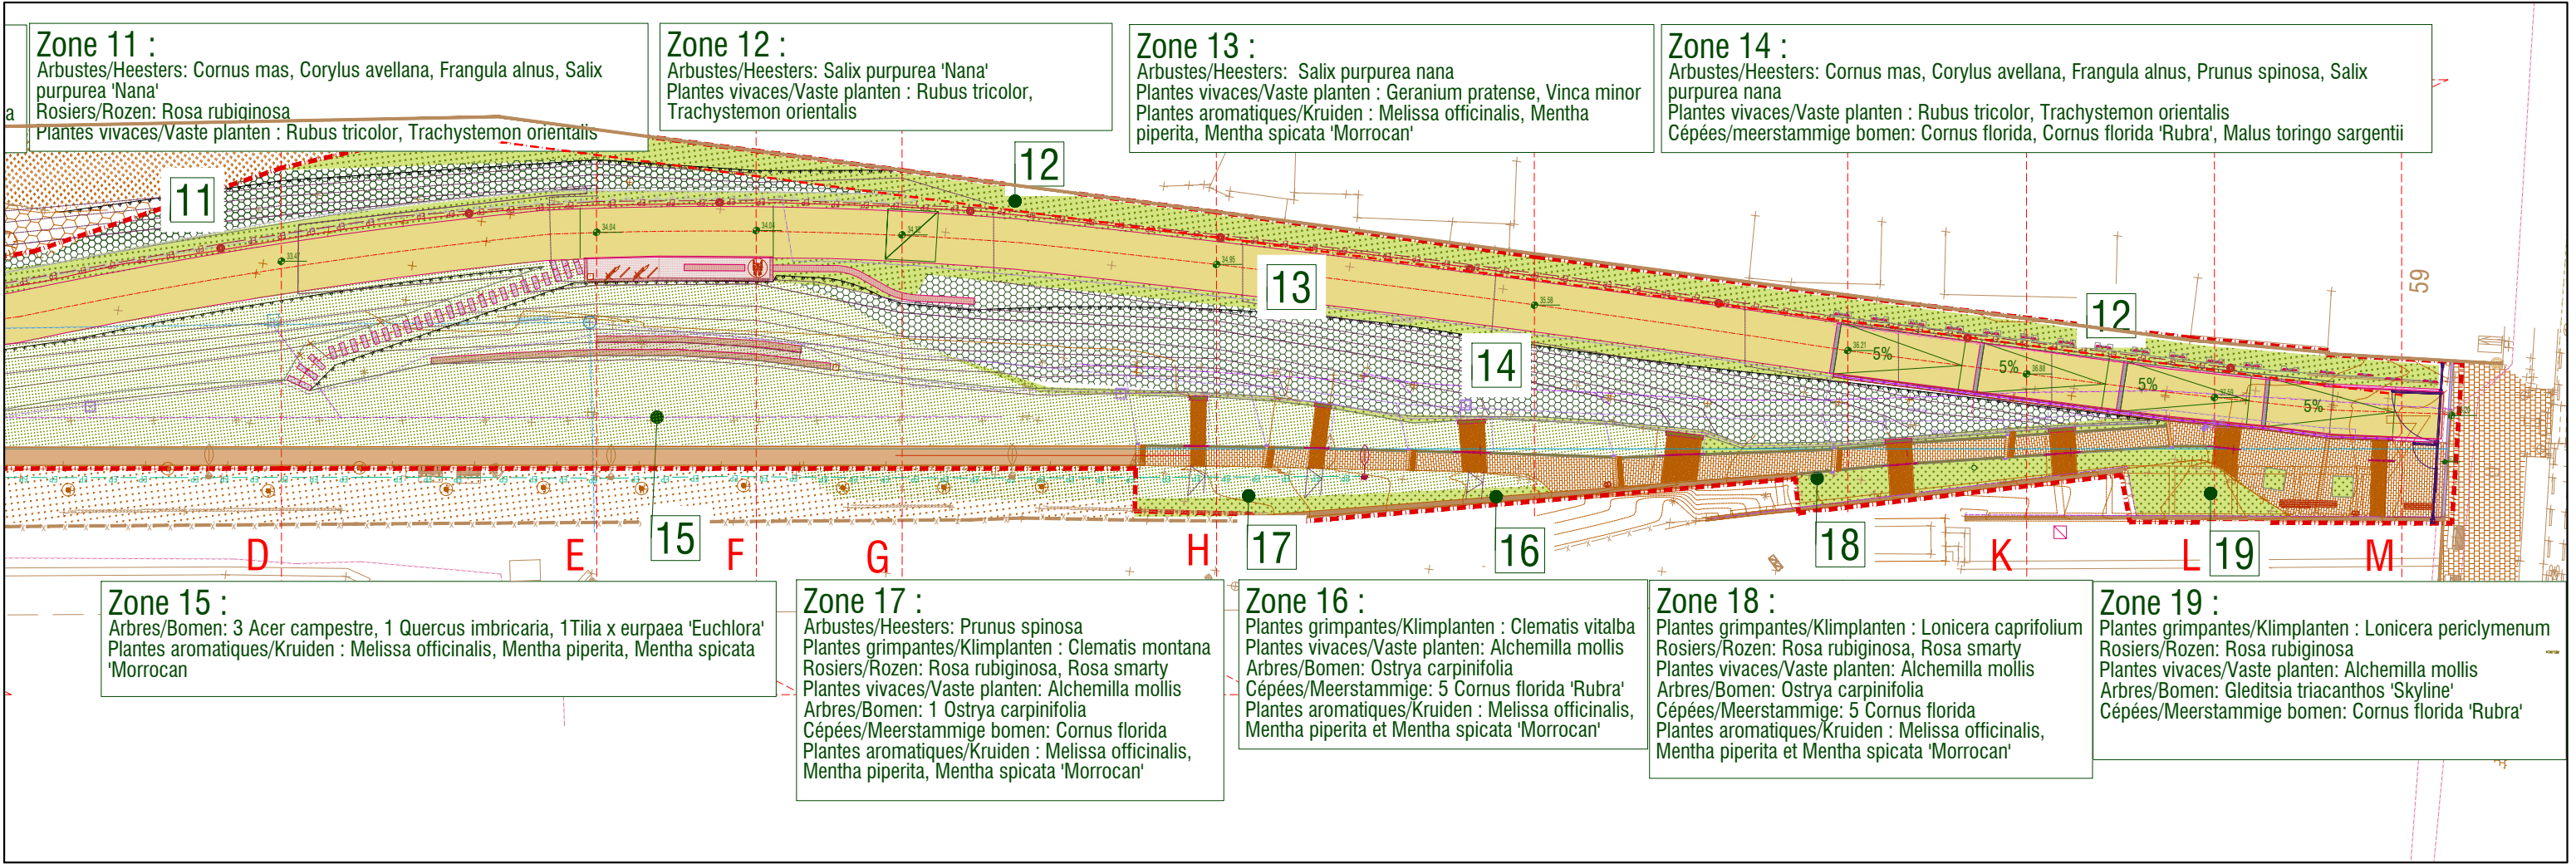 Zone 11 :
Arbustes/Heesters: Cornus mas, Corylus avellana, Frangula alnus, Salix
purpurea 'Nana'
Rosiers/Rozen: Rosa rubiginosa
Plantes vivaces/Vaste planten : Rubus tricolor, Trachystemon orientalis
a
Zone 12 :
Arbustes/Heesters: Salix purpurea 'Nana'
Plantes vivaces/Vaste planten : Rubus tricolor,
Trachystemon orientalis
Zone 13 :
Arbustes/Heesters:  Salix purpurea nana
Plantes vivaces/Vaste planten : Geranium pratense, Vinca minor
Plantes aromatiques/Kruiden : Melissa officinalis, Mentha
piperita, Mentha spicata 'Morrocan'
Zone 14 :
Arbustes/Heesters: Cornus mas, Corylus avellana, Frangula alnus, Prunus spinosa, Salix
purpurea nana
Plantes vivaces/Vaste planten : Rubus tricolor, Trachystemon orientalis
Cépées/meerstammige bomen: Cornus florida, Cornus florida 'Rubra', Malus toringo sargentii
11
12
13
14
12
59
33.47
34.04
34.04
34.95
35.58
36.21
5%
5%
36.88
5%
5%
15
17
16
18
19
D
E
F
G
H
K
L
M
Zone 15 :
Arbres/Bomen: 3 Acer campestre, 1 Quercus imbricaria, 1Tilia x eurpaea 'Euchlora'
Plantes aromatiques/Kruiden : Melissa officinalis, Mentha piperita, Mentha spicata
'Morrocan
Zone 17 :
Arbustes/Heesters: Prunus spinosa
Plantes grimpantes/Klimplanten : Clematis montana
Rosiers/Rozen: Rosa rubiginosa, Rosa smarty
Plantes vivaces/Vaste planten: Alchemilla mollis
Arbres/Bomen: 1 Ostrya carpinifolia
Cépées/Meerstammige bomen: Cornus florida
Plantes aromatiques/Kruiden : Melissa officinalis,
Mentha piperita, Mentha spicata 'Morrocan'
Zone 16 :
Plantes grimpantes/Klimplanten : Clematis vitalba
Plantes vivaces/Vaste planten: Alchemilla mollis
Arbres/Bomen: Ostrya carpinifolia
Cépées/Meerstammige: 5 Cornus florida 'Rubra'
Plantes aromatiques/Kruiden : Melissa officinalis,
Mentha piperita et Mentha spicata 'Morrocan'
Zone 18 :
Plantes grimpantes/Klimplanten : Lonicera caprifolium
Rosiers/Rozen: Rosa rubiginosa, Rosa smarty
Plantes vivaces/Vaste planten: Alchemilla mollis
Arbres/Bomen: Ostrya carpinifolia
Cépées/Meerstammige: 5 Cornus florida
Plantes aromatiques/Kruiden : Melissa officinalis,
Mentha piperita et Mentha spicata 'Morrocan'
Zone 19 :
Plantes grimpantes/Klimplanten : Lonicera periclymenum
Rosiers/Rozen: Rosa rubiginosa
Plantes vivaces/Vaste planten: Alchemilla mollis
Arbres/Bomen: Gleditsia triacanthos 'Skyline'
Cépées/Meerstammige bomen: Cornus florida 'Rubra'